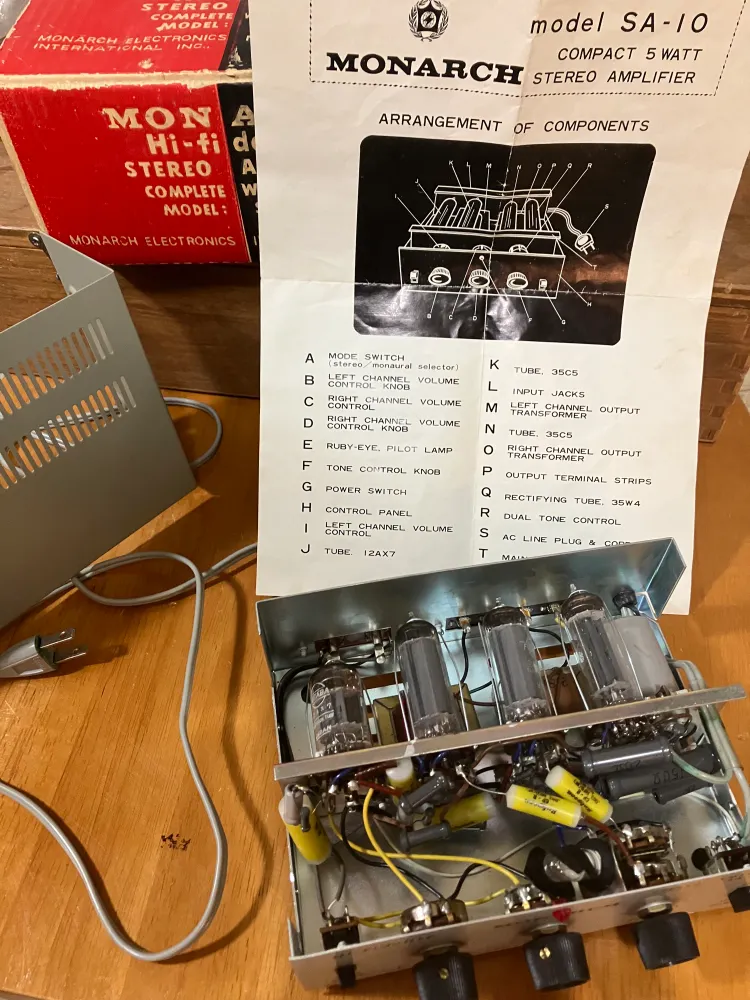 STEREO
COMPLETE
MODEL:
MONARCH ELECTRONICS
INTERNATIONAL INC.,
MON A
Hi-fi de
STEREO A
COMPLETE W
MODEL:
MONARCH ELECTRONICS I
MONARCH
model SA-10
COMPACT 5 WATT
STEREO AMPLIFIER
ARRANGEMENT OF COMPONENTS
J K L M N O P Q R
I S
T
B C D F G H
A MODE SWITCH
(stereo/monaural selector)
B LEFT CHANNEL VOLUME
CONTROL KNOB
C RIGHT CHANNEL VOLUME
CONTROL
D RIGHT CHANNEL VOLUME
CONTROL KNOB
E RUBY-EYE, PILOT LAMP
F TONE CONTROL KNOB
G POWER SWITCH
H CONTROL PANEL
I LEFT CHANNEL VOLUME
CONTROL
J TUBE, 12AX7
K TUBE, 35C5
L INPUT JACKS
M LEFT CHANNEL OUTPUT
TRANSFORMER
N TUBE, 35C5
O RIGHT CHANNEL OUTPUT
TRANSFORMER
P OUTPUT TERMINAL STRIPS
Q RECTIFYING TUBE, 35W4
R DUAL TONE CONTROL
S AC LINE PLUG & CORD
T